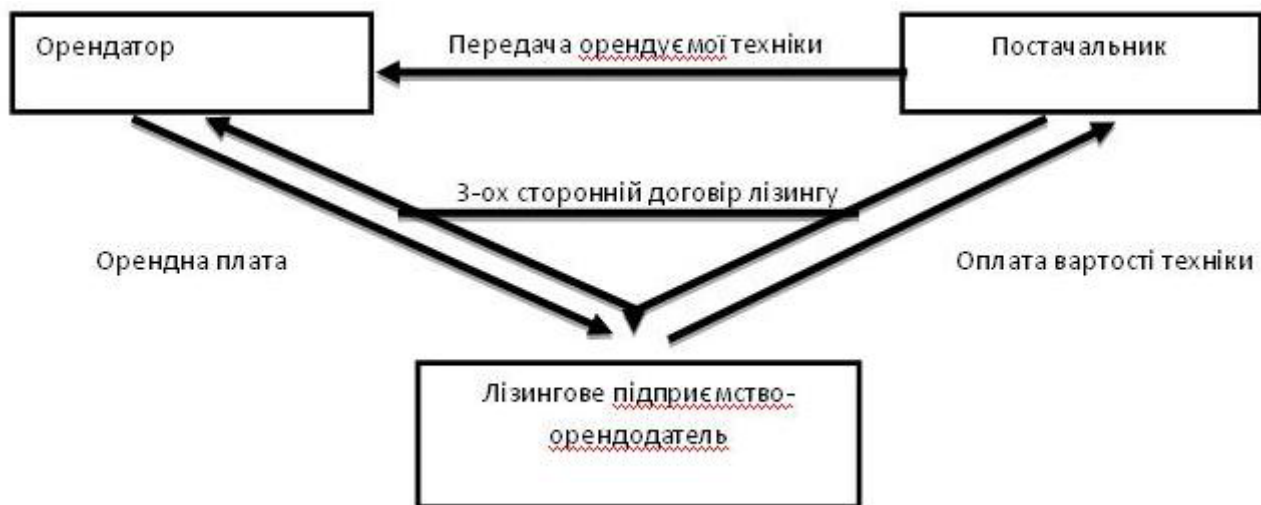 Орендатор
Передача орендуємої техніки
Постачальник
3-ох сторонній договір лізингу
Орендна плата
Оплата вартості техніки
Лізингове підприємство-
орендодатель